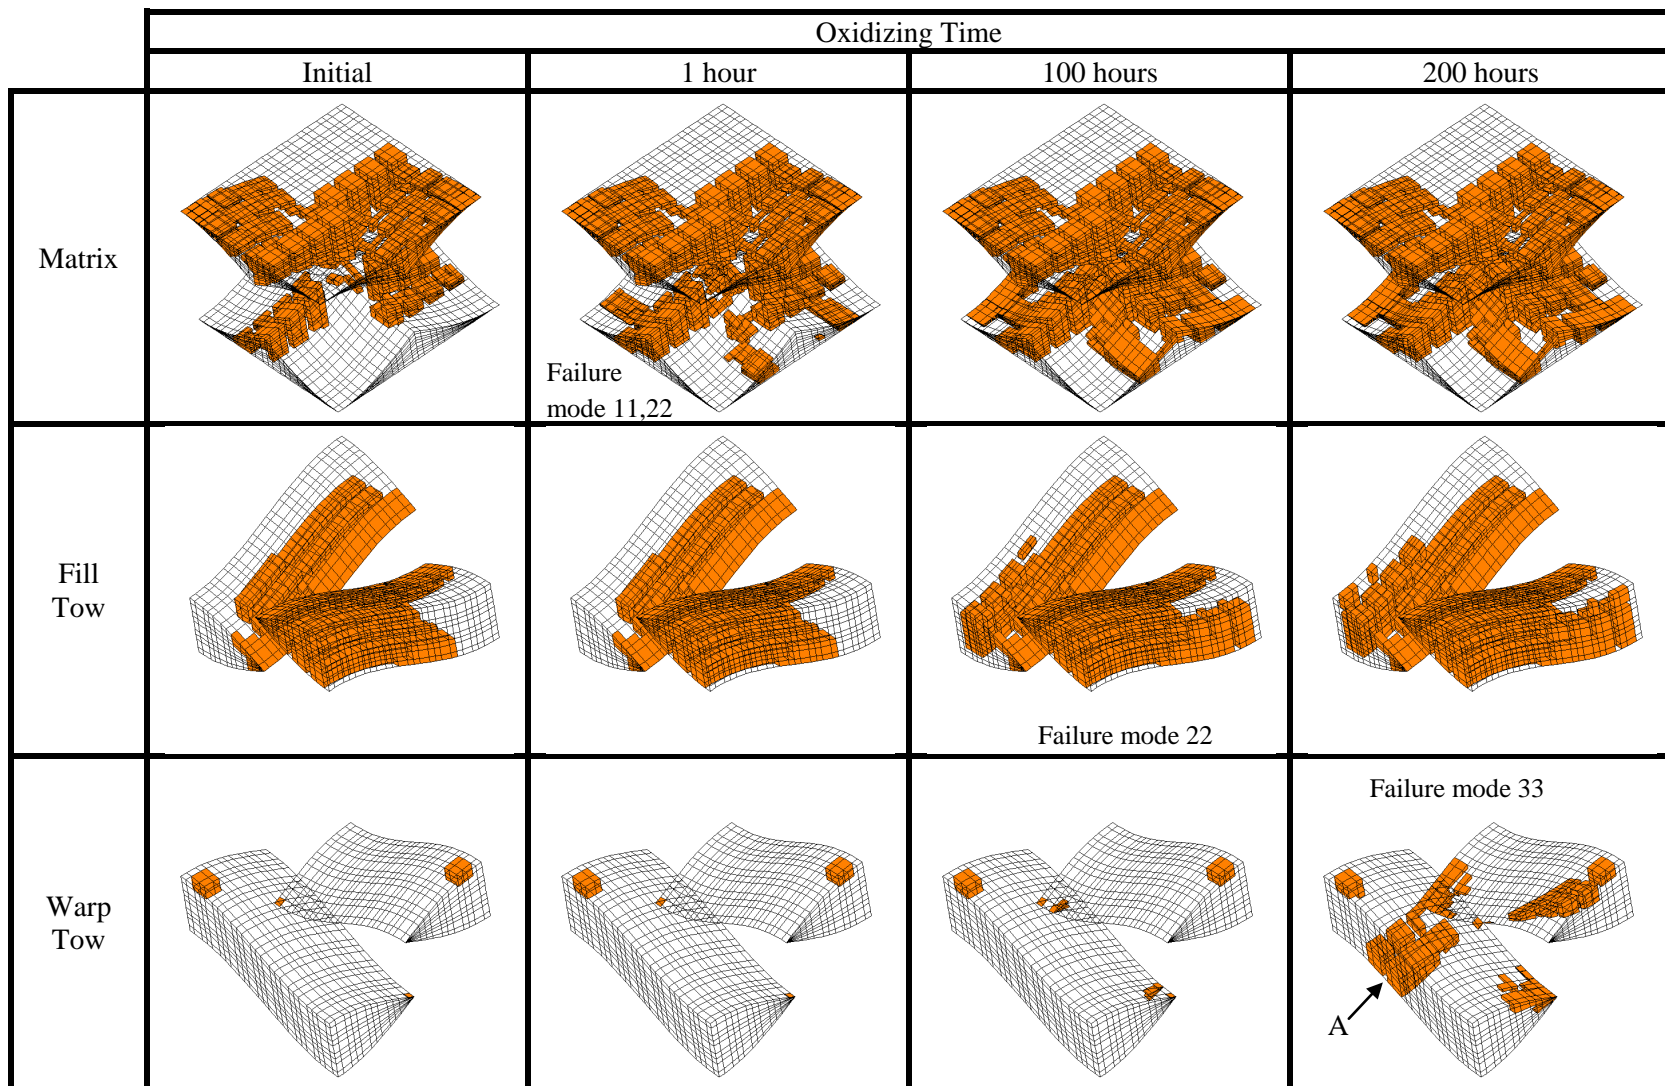 Oxidizing Time
Initial
1 hour
100 hours
200 hours
Matrix
Failure
mode 11,22
Fill
Tow
Failure mode 22
Warp
Tow
Failure mode 33
A